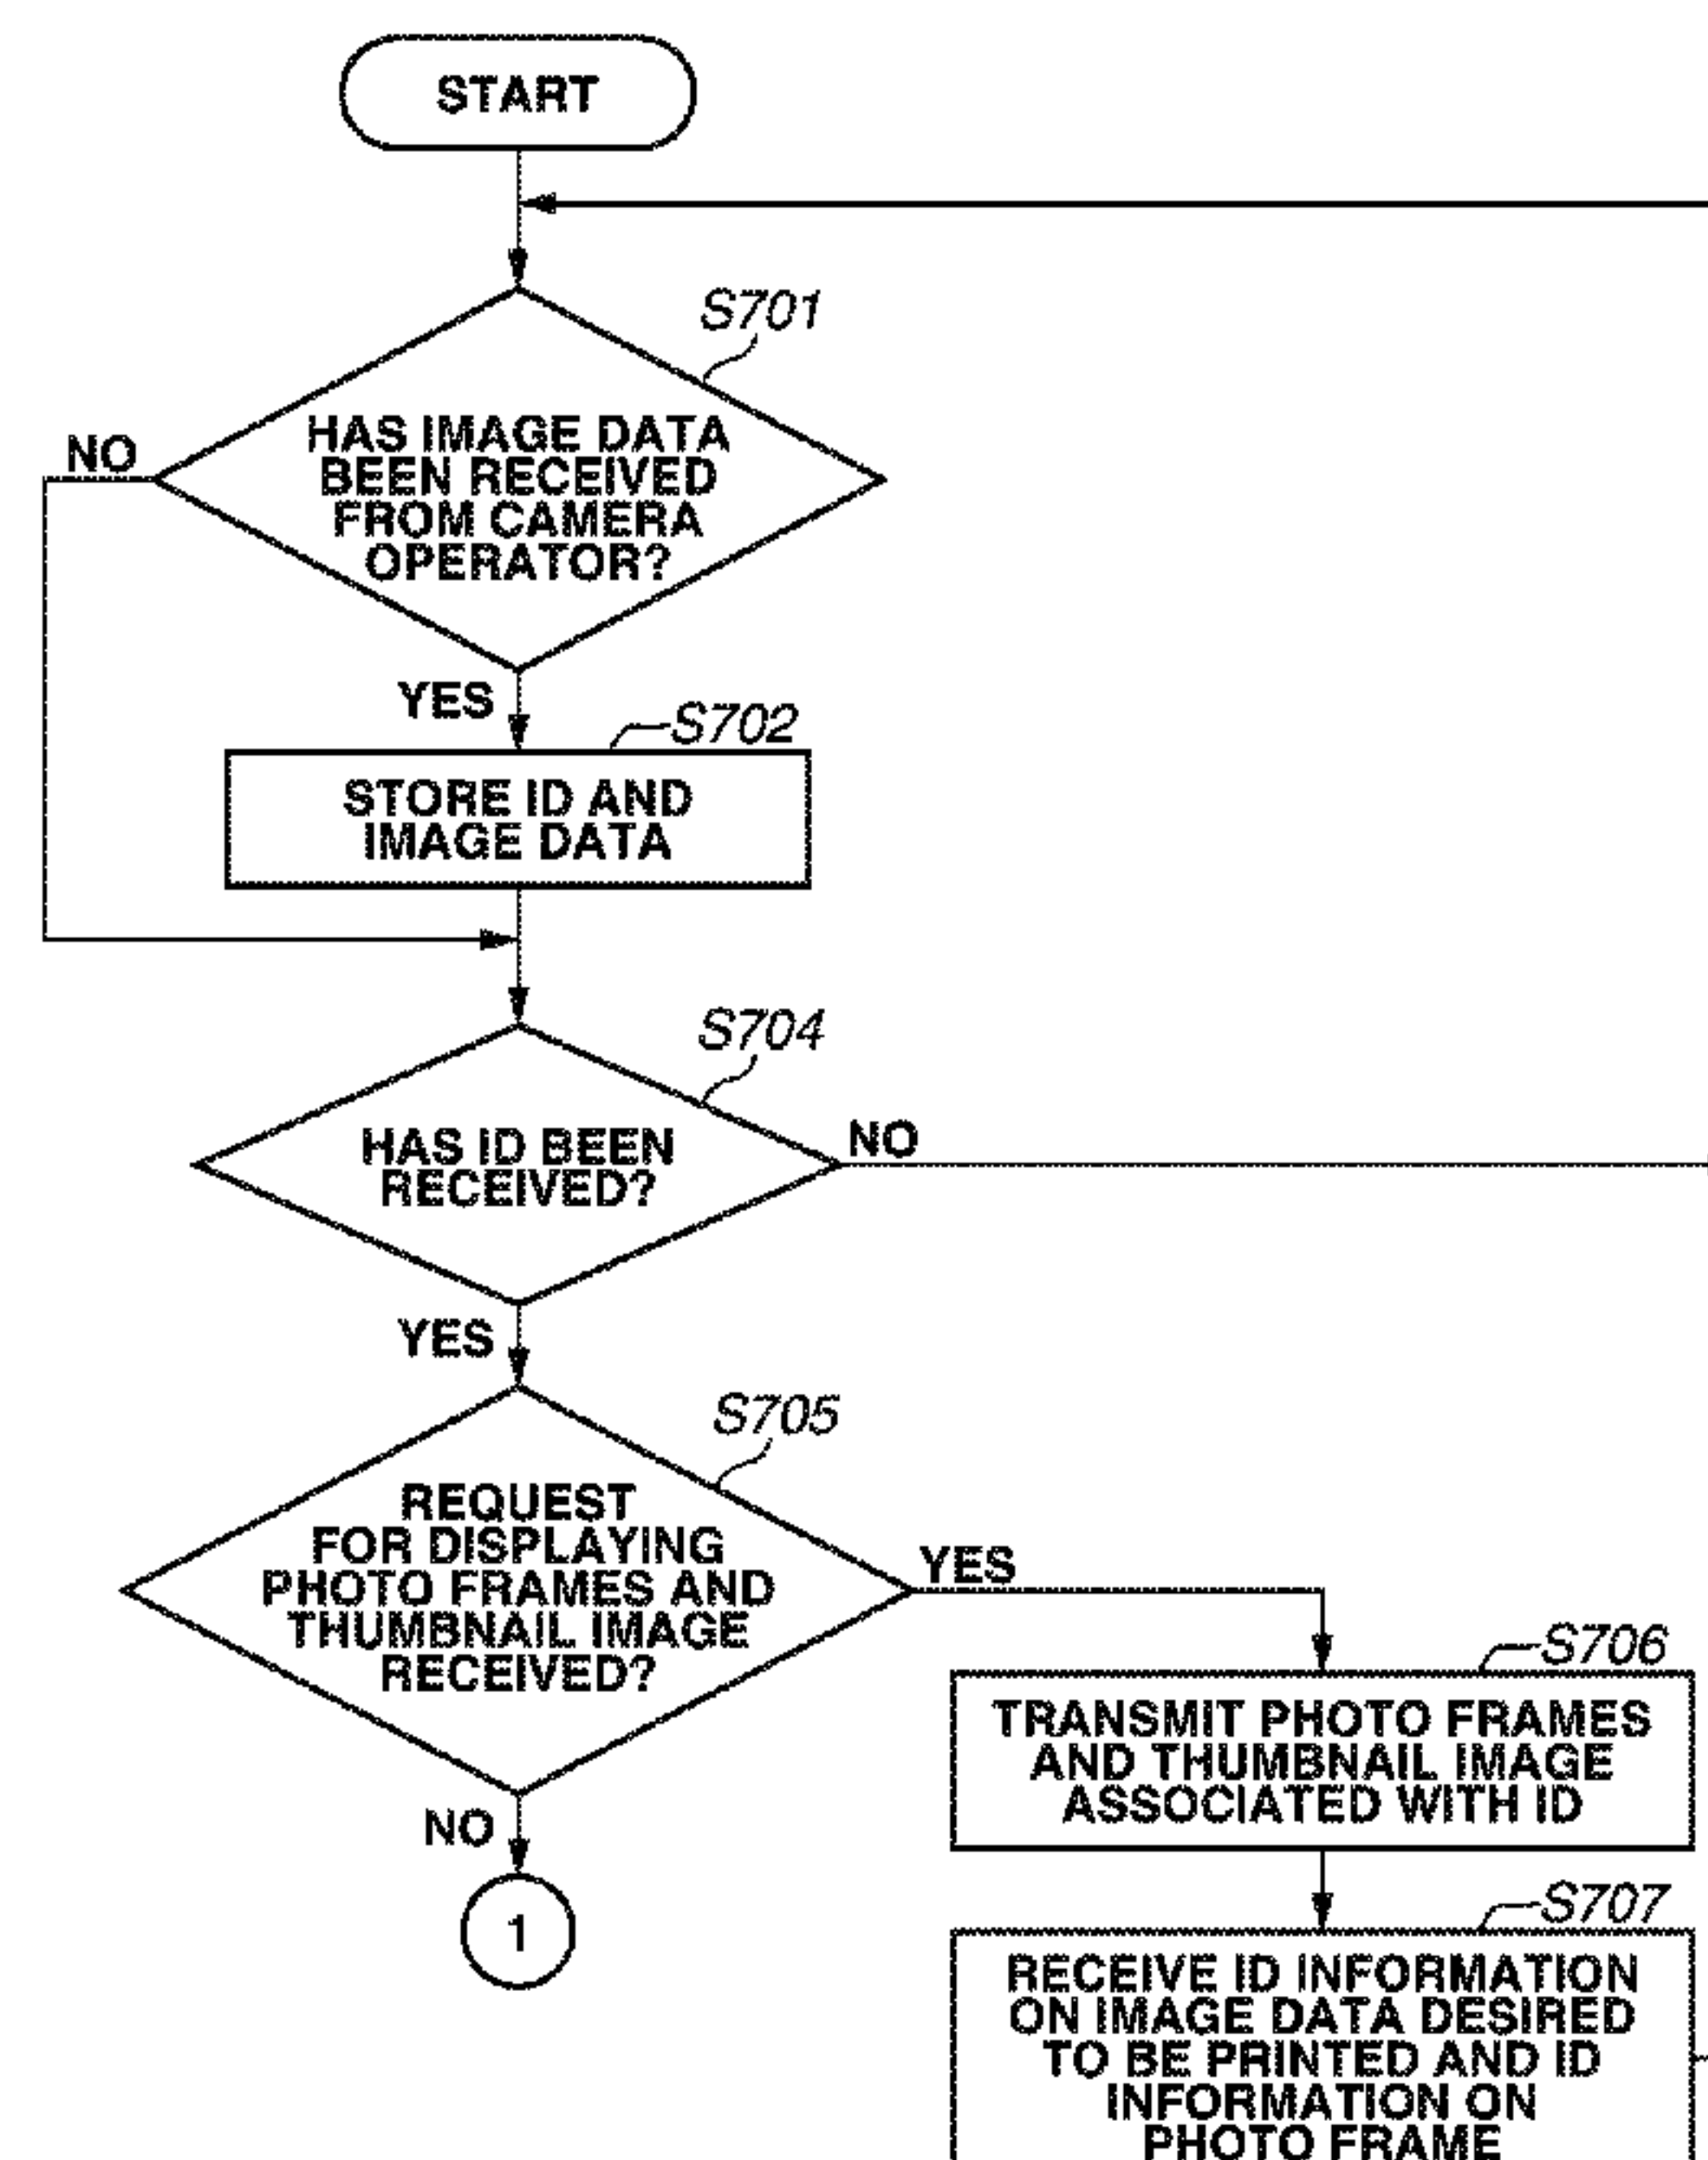 START
S701
HAS IMAGE DATA
BEEN RECEIVED
FROM CAMERA
OPERATOR?
NO
YES
S702
STORE ID AND
IMAGE DATA
S704
HAS ID BEEN
RECEIVED?
NO
YES
S705
REQUEST
FOR DISPLAYING
PHOTO FRAMES AND
THUMBNAIL IMAGE
RECEIVED?
YES
NO
1
S706
TRANSMIT PHOTO FRAMES
AND THUMBNAIL IMAGE
ASSOCIATED WITH ID
S707
RECEIVE ID INFORMATION
ON IMAGE DATA DESIRED
TO BE PRINTED AND ID
INFORMATION ON
PHOTO FRAME